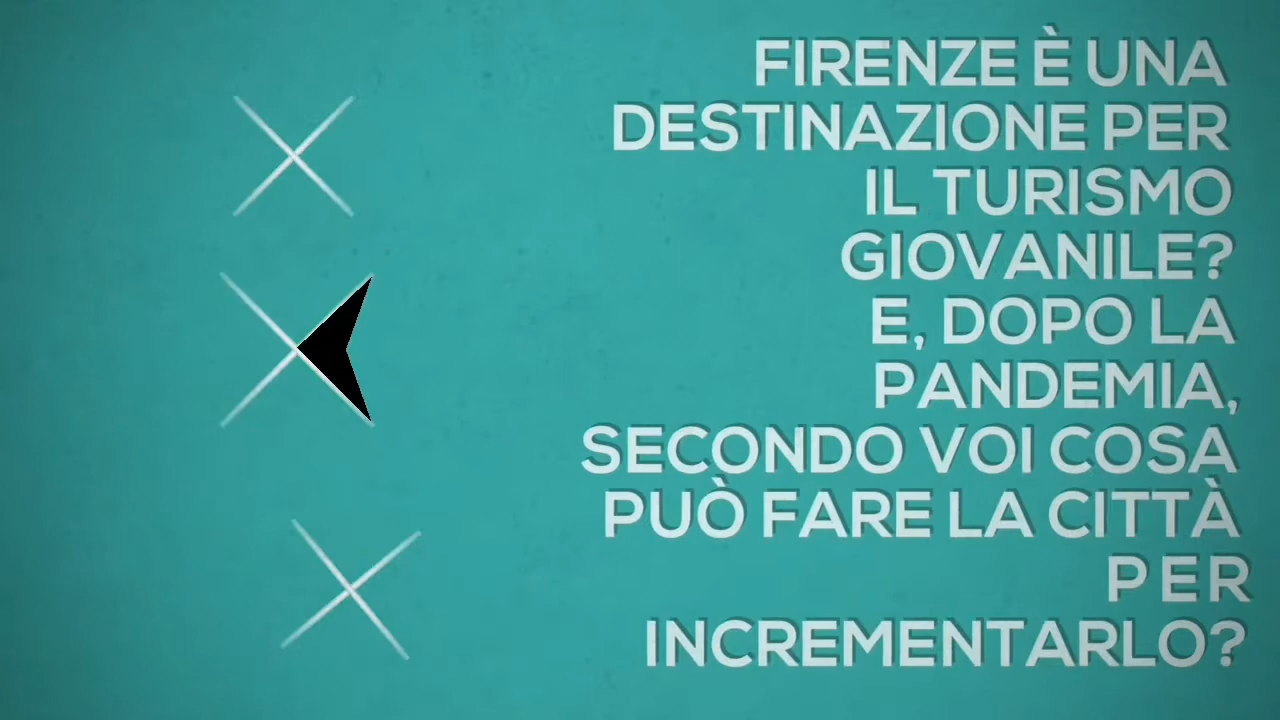 FIRENZE È UNA
DESTINAZIONE PER
IL TURISMO
GIOVANILE?
E, DOPO LA
PANDEMIA,
SECONDO VOI COSA
PUÒ FARE LA CITTÀ
PER
INCREMENTARLO?